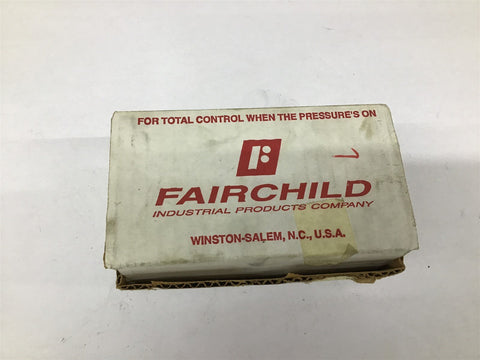 FOR TOTAL CONTROL WHEN THE PRESSURE'S ON
FAIRCHILD
INDUSTRIAL PRODUCTS COMPANY
WINSTON-SALEM, N.C., U.S.A.